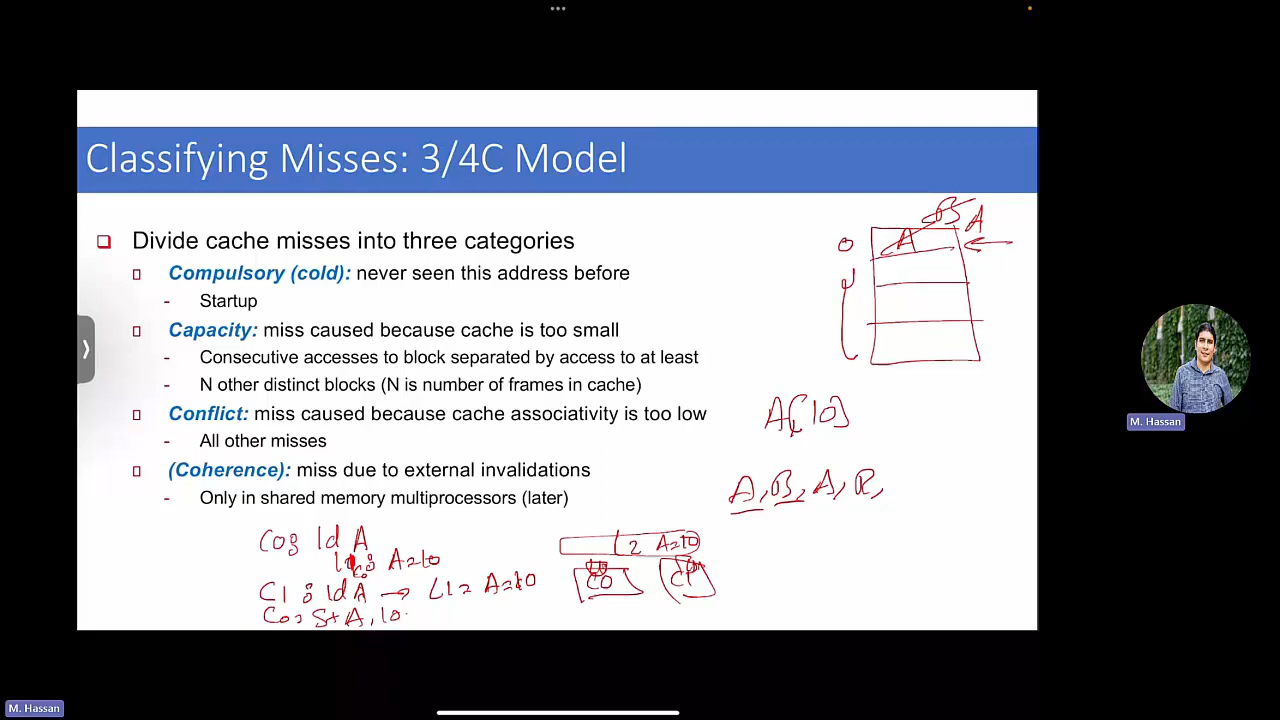 Classifying Misses: 3/4C Model
Divide cache misses into three categories
Compulsory (cold): never seen this address before
- Startup
Capacity: miss caused because cache is too small
- Consecutive accesses to block separated by access to at least
- N other distinct blocks (N is number of frames in cache)
Conflict: miss caused because cache associativity is too low
- All other misses
(Coherence): miss due to external invalidations
- Only in shared memory multiprocessors (later)
B A
0 A
A[10]
A, B, A, B,
ld A
A=10
C1: ld A → L1: A=10
C0: St A, 10
L2 A=10
C0 C1
M. Hassan
M. Hassan